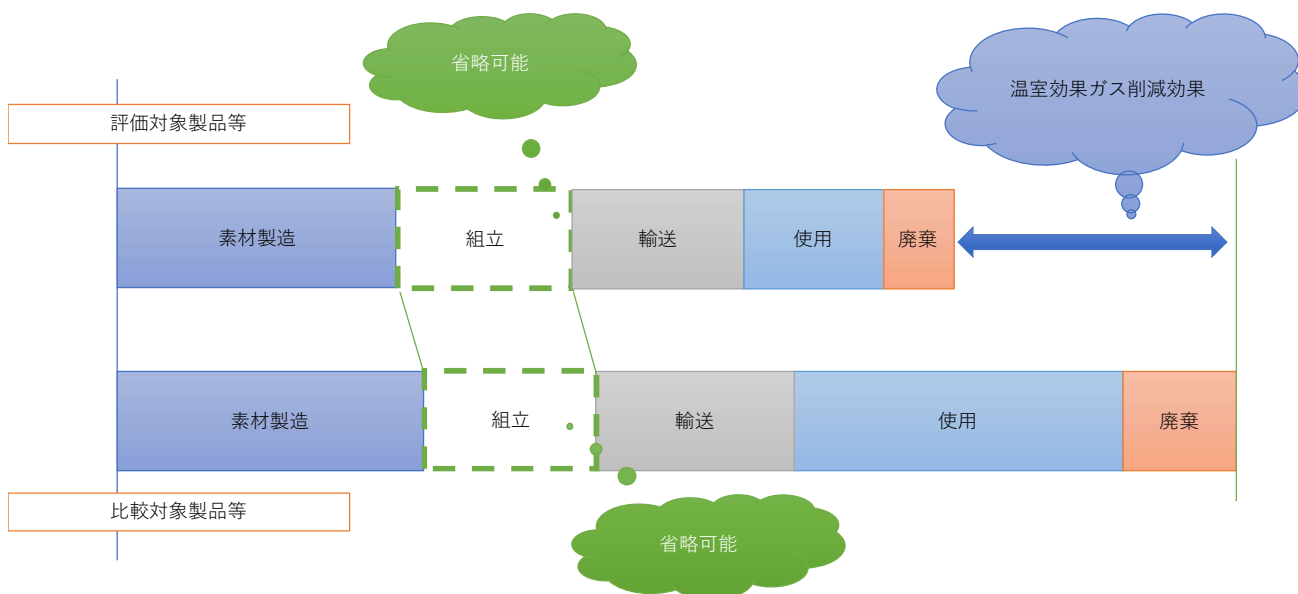 省略可能
温室効果ガス削減効果
評価対象製品等
素材製造
組立
輸送
使用
廃棄
素材製造
組立
輸送
使用
廃棄
比較対象製品等
省略可能